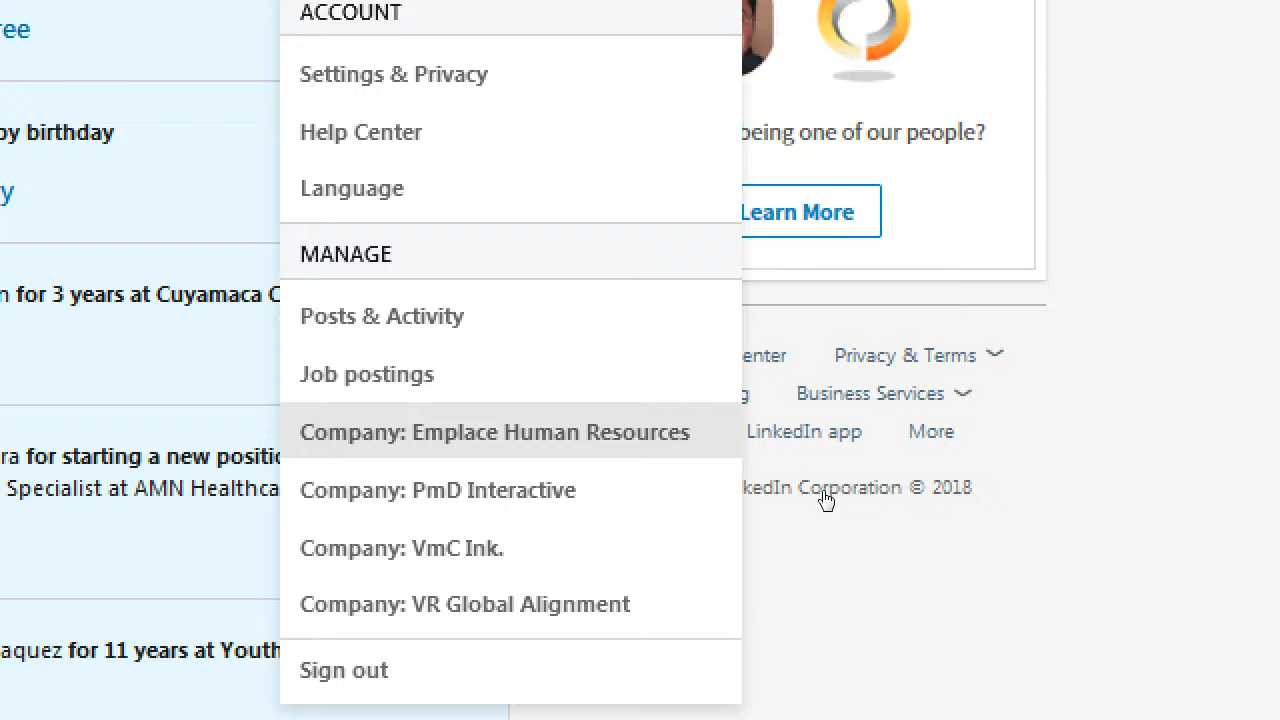 ree
by birthday
y
n for 3 years at Cuyamaca C
ra for starting a new positio
Specialist at AMN Healthca
aquez for 11 years at Youth
ACCOUNT
Settings & Privacy
Help Center
Language
MANAGE
Posts & Activity
Job postings
Company: Emplace Human Resources
Company: PmD Interactive
Company: VmC Ink.
Company: VR Global Alignment
Sign out
being one of our people?
Learn More
enter Privacy & Terms
g Business Services
LinkedIn app More
kedIn Corporation © 2018